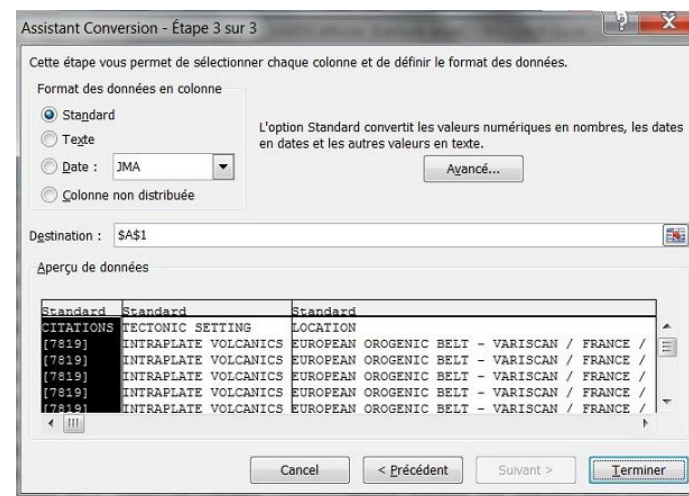 Assistant Conversion - Étape 3 sur 3
Cette étape vous permet de sélectionner chaque colonne et de définir le format des données.
Format des données en colonne
Standard
Texte
Date : JMA
Colonne non distribuée
L'option Standard convertit les valeurs numériques en nombres, les dates
en dates et les autres valeurs en texte.
Avancé...
Destination : $A$1
Aperçu de données
Standard Standard Standard
CITATIONS TECTONIC SETTING LOCATION
[7819] INTRAPLATE VOLCANICS EUROPEAN OROGENIC BELT - VARISCAN / FRANCE /
[7819] INTRAPLATE VOLCANICS EUROPEAN OROGENIC BELT - VARISCAN / FRANCE /
[7819] INTRAPLATE VOLCANICS EUROPEAN OROGENIC BELT - VARISCAN / FRANCE /
[7819] INTRAPLATE VOLCANICS EUROPEAN OROGENIC BELT - VARISCAN / FRANCE /
[7819] INTRAPLATE VOLCANICS EUROPEAN OROGENIC BELT - VARISCAN / FRANCE /
Cancel < Précédent Suivant > Terminer